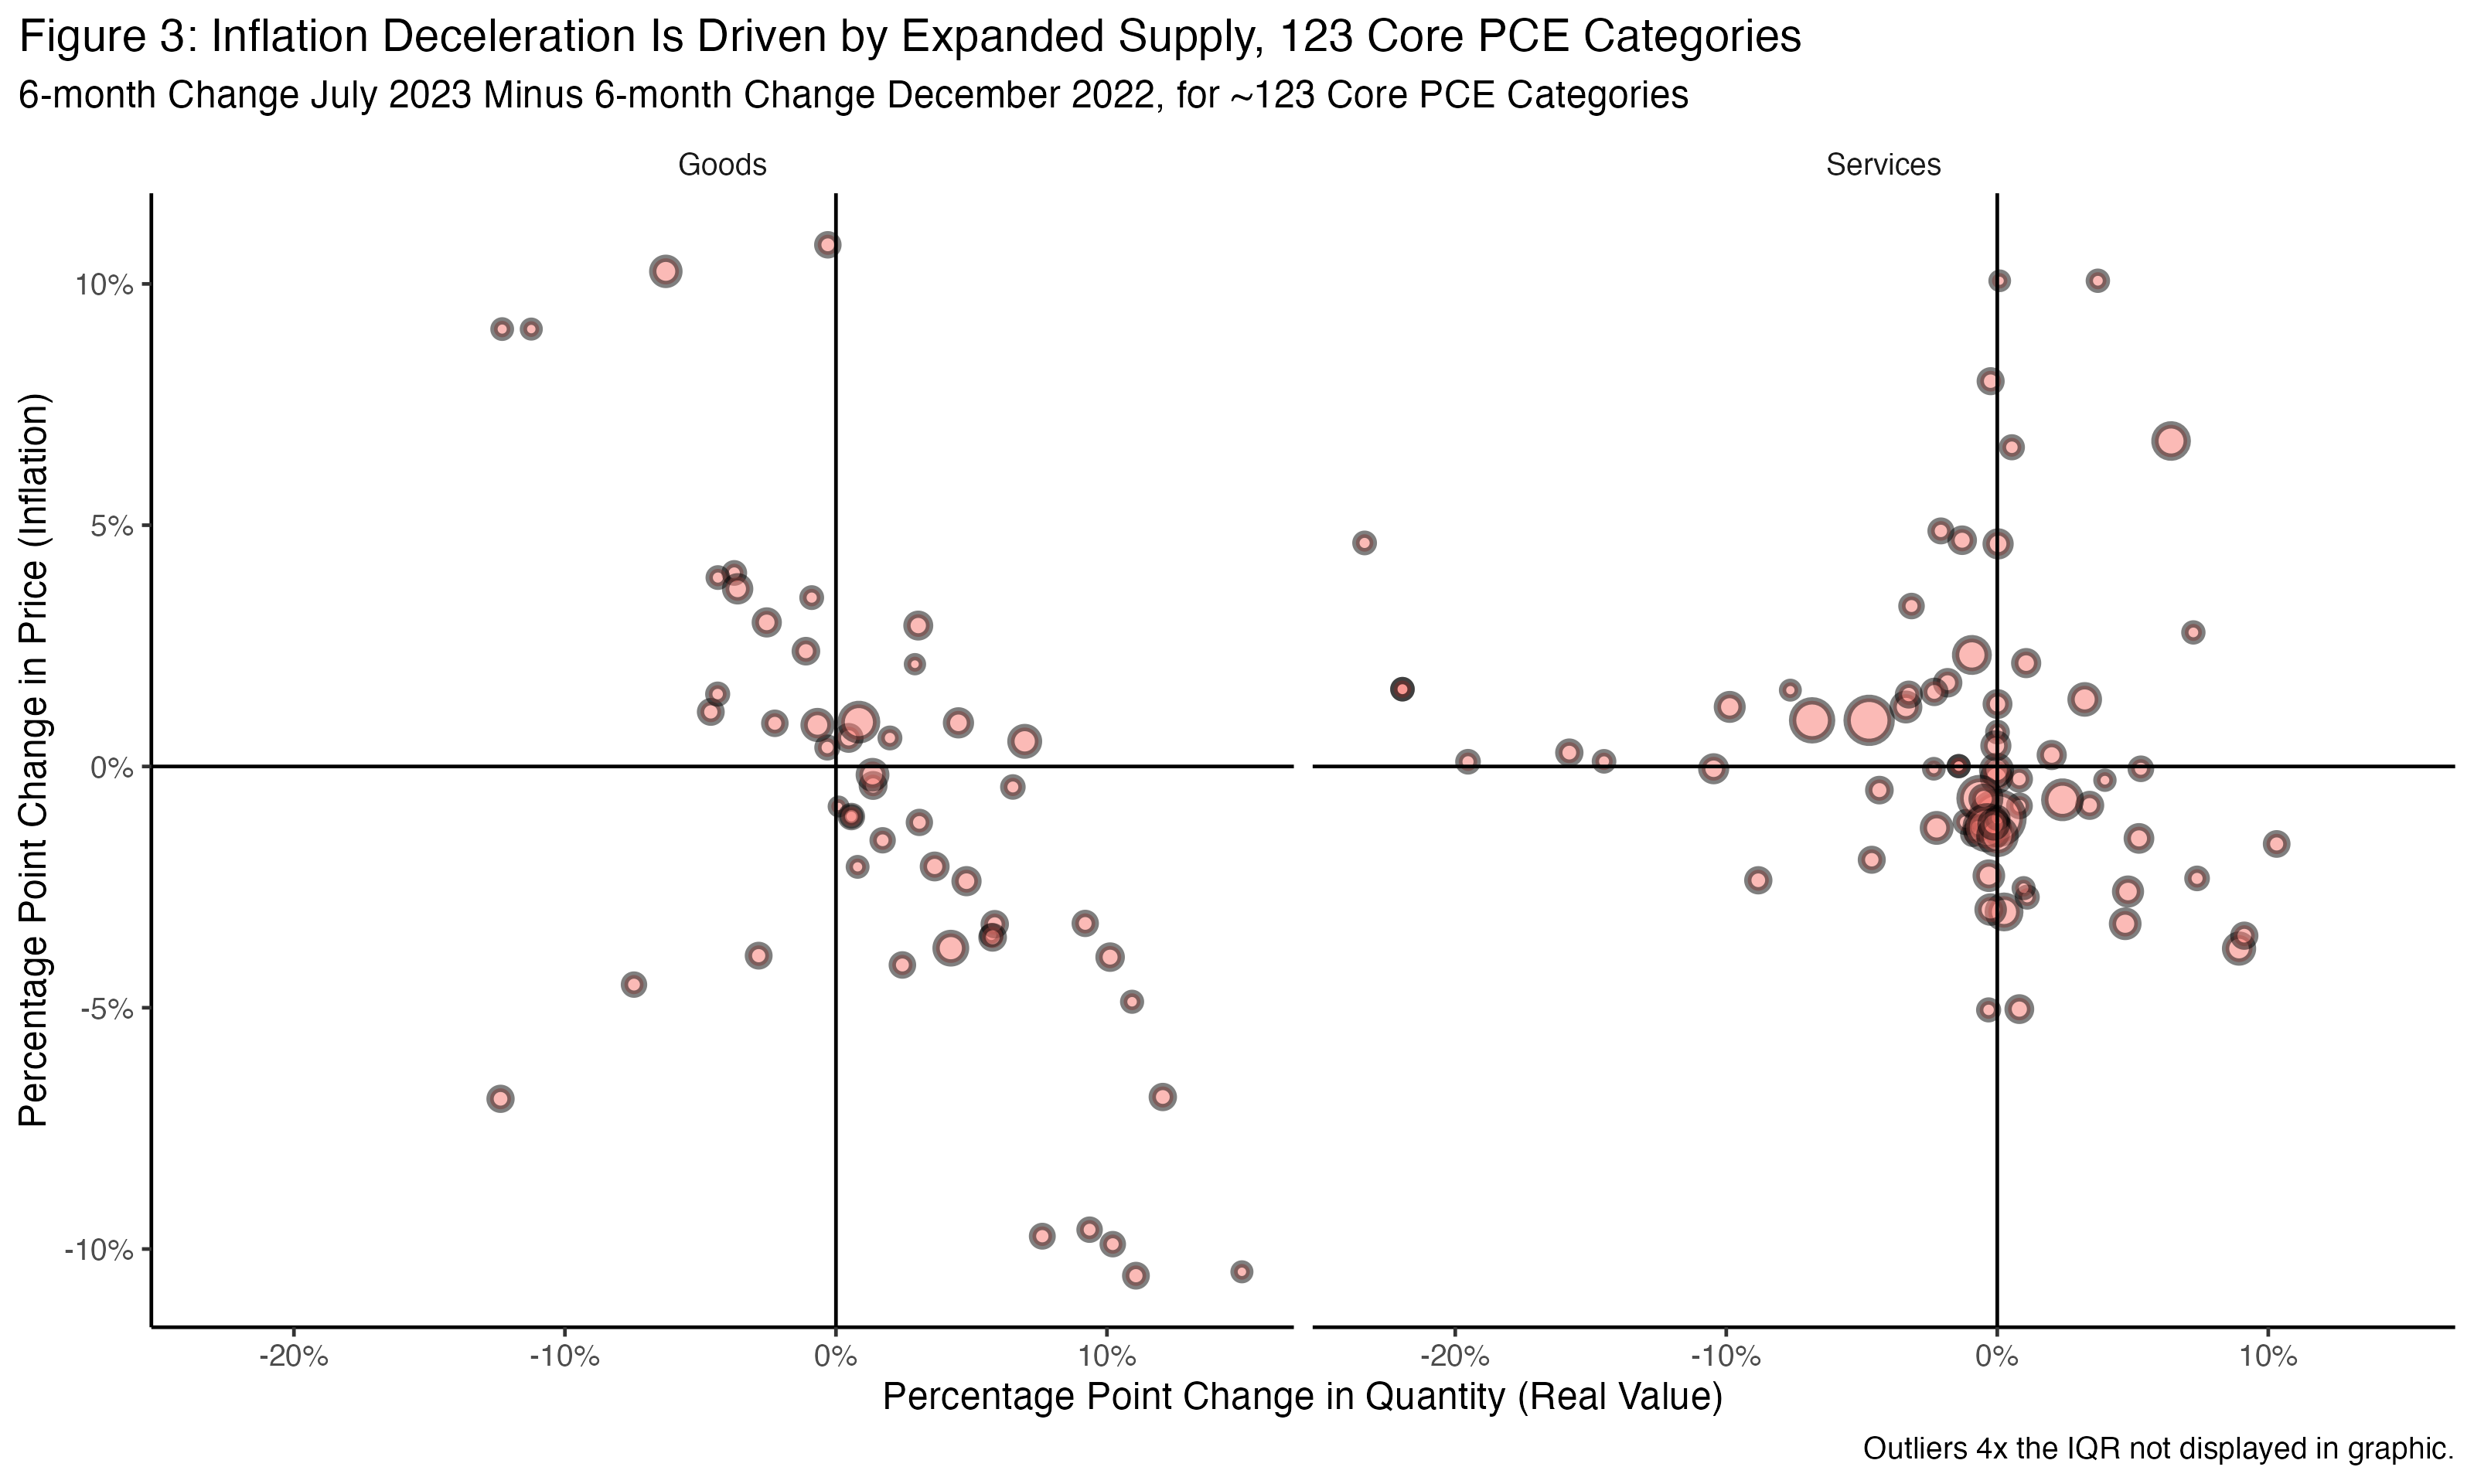 Figure 3: Inflation Deceleration Is Driven by Expanded Supply, 123 Core PCE Categories
6-month Change July 2023 Minus 6-month Change December 2022, for ~123 Core PCE Categories
Goods
Services
Percentage Point Change in Price (Inflation)
10%
5%
0%
-5%
-10%
-20%
-10%
0%
10%
-20%
-10%
0%
10%
Percentage Point Change in Quantity (Real Value)
Outliers 4x the IQR not displayed in graphic.